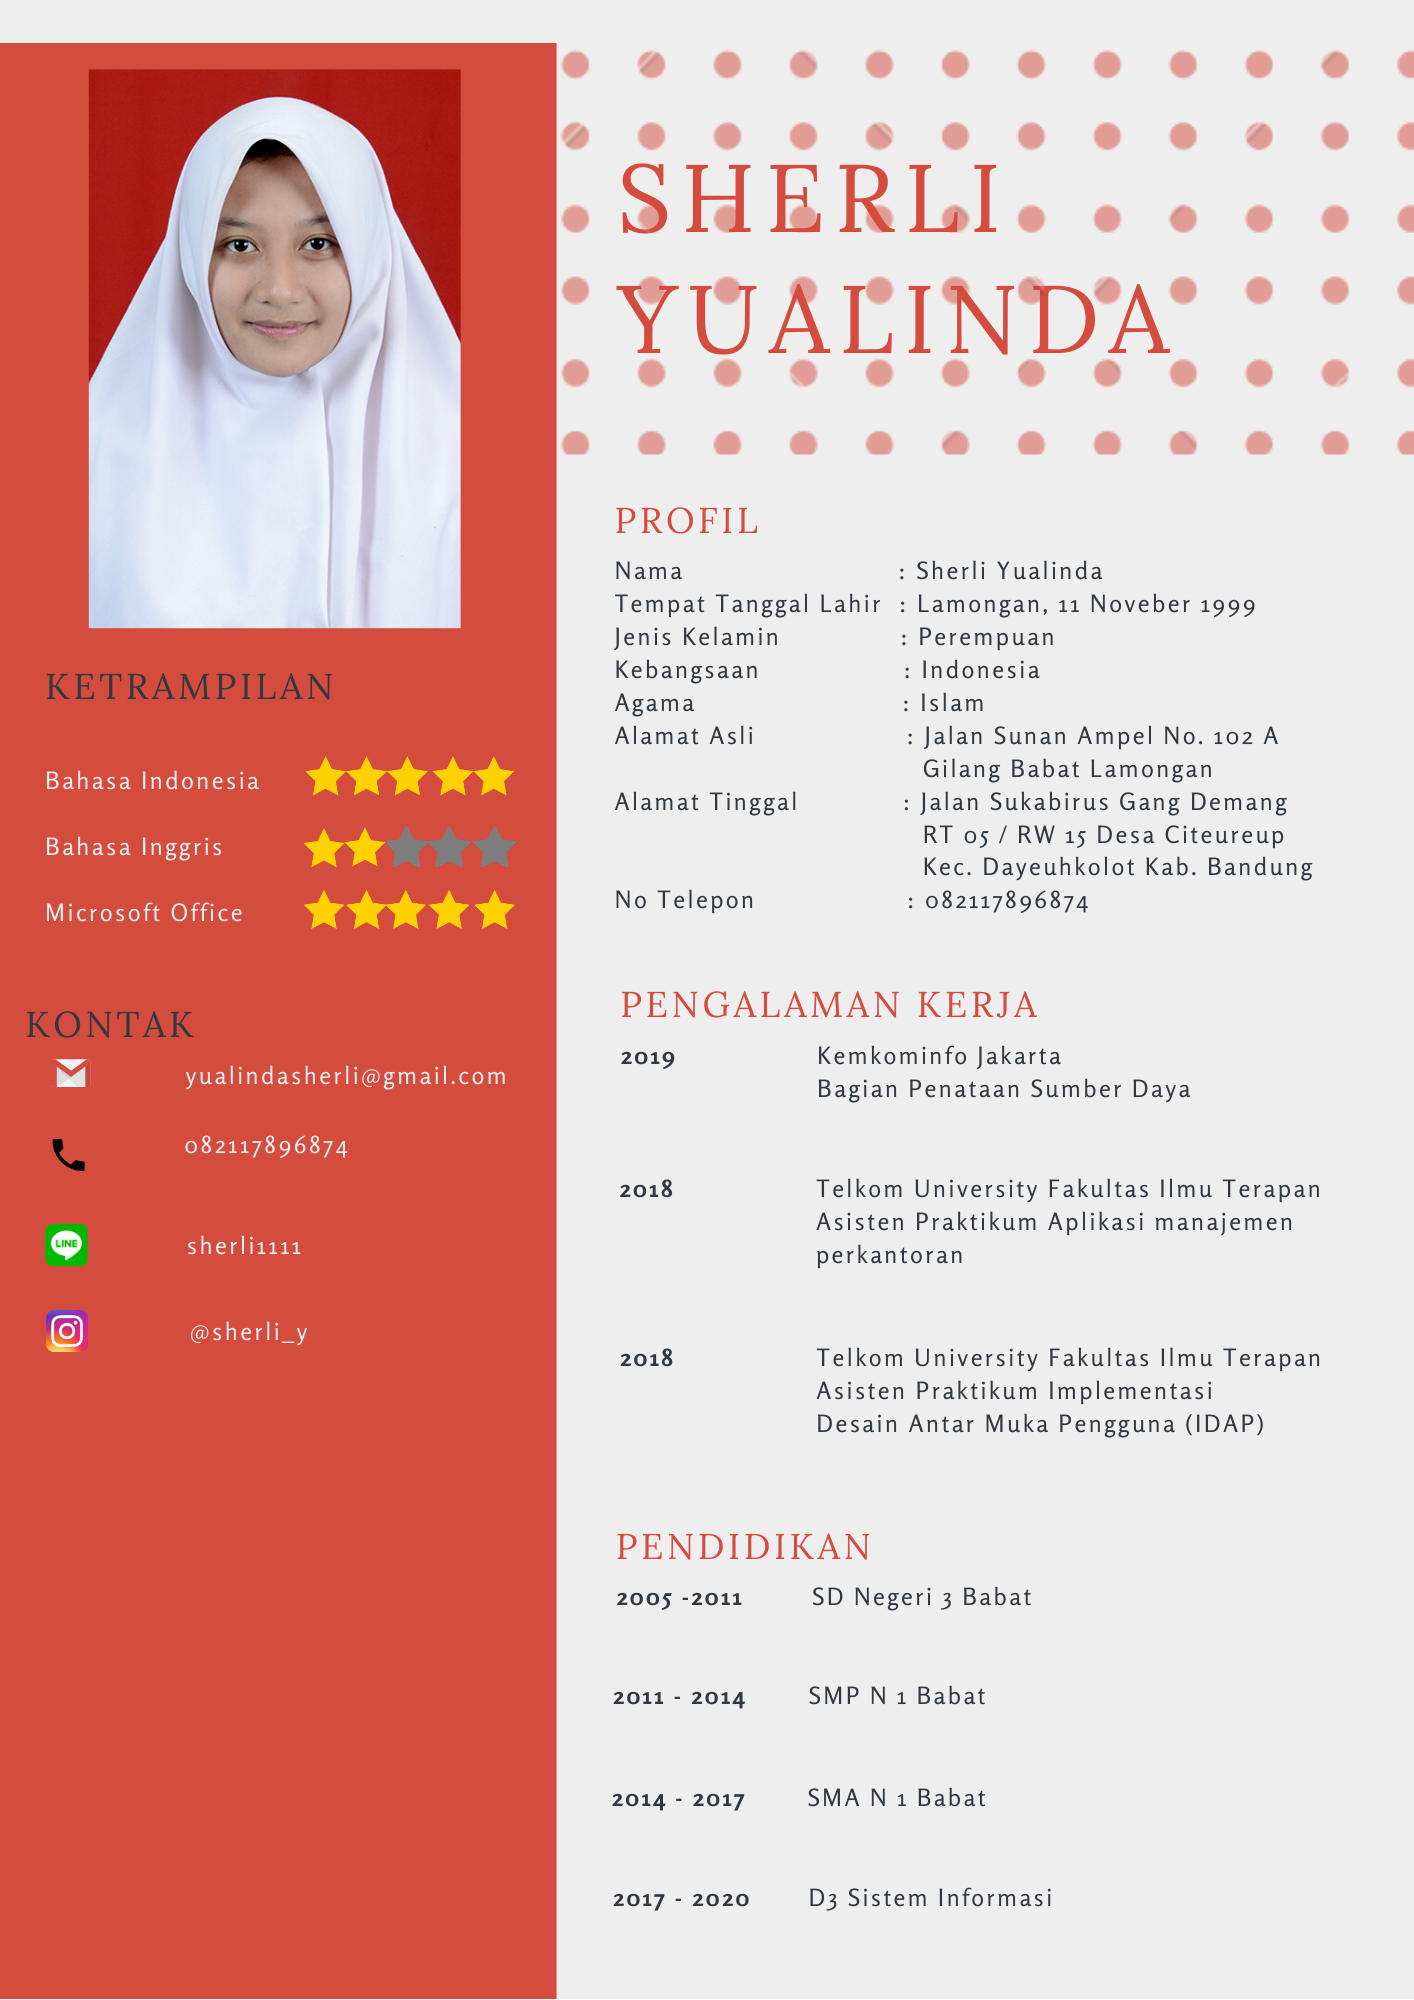 SHERLI
YUALINDA
KETRAMPILAN
Bahasa Indonesia
Bahasa Inggris
Microsoft Office
KONTAK
yualindasherli@gmail.com
082117896874
LINE
sherli1111
@sherli_y
PROFIL
Nama : Sherli Yualinda
Tempat Tanggal Lahir : Lamongan, 11 Noveber 1999
Jenis Kelamin : Perempuan
Kebangsaan : Indonesia
Agama : Islam
Alamat Asli : Jalan Sunan Ampel No. 102 A
Gilang Babat Lamongan
Alamat Tinggal : Jalan Sukabirus Gang Demang
RT 05 / RW 15 Desa Citeureup
Kec. Dayeuhkolot Kab. Bandung
No Telepon : 082117896874
PENGALAMAN KERJA
2019 Kemkominfo Jakarta
Bagian Penataan Sumber Daya
2018 Telkom University Fakultas Ilmu Terapan
Asisten Praktikum Aplikasi manajemen
perkantoran
2018 Telkom University Fakultas Ilmu Terapan
Asisten Praktikum Implementasi
Desain Antar Muka Pengguna (IDAP)
PENDIDIKAN
2005 -2011 SD Negeri 3 Babat
2011 - 2014 SMP N 1 Babat
2014 - 2017 SMA N 1 Babat
2017 - 2020 D3 Sistem Informasi